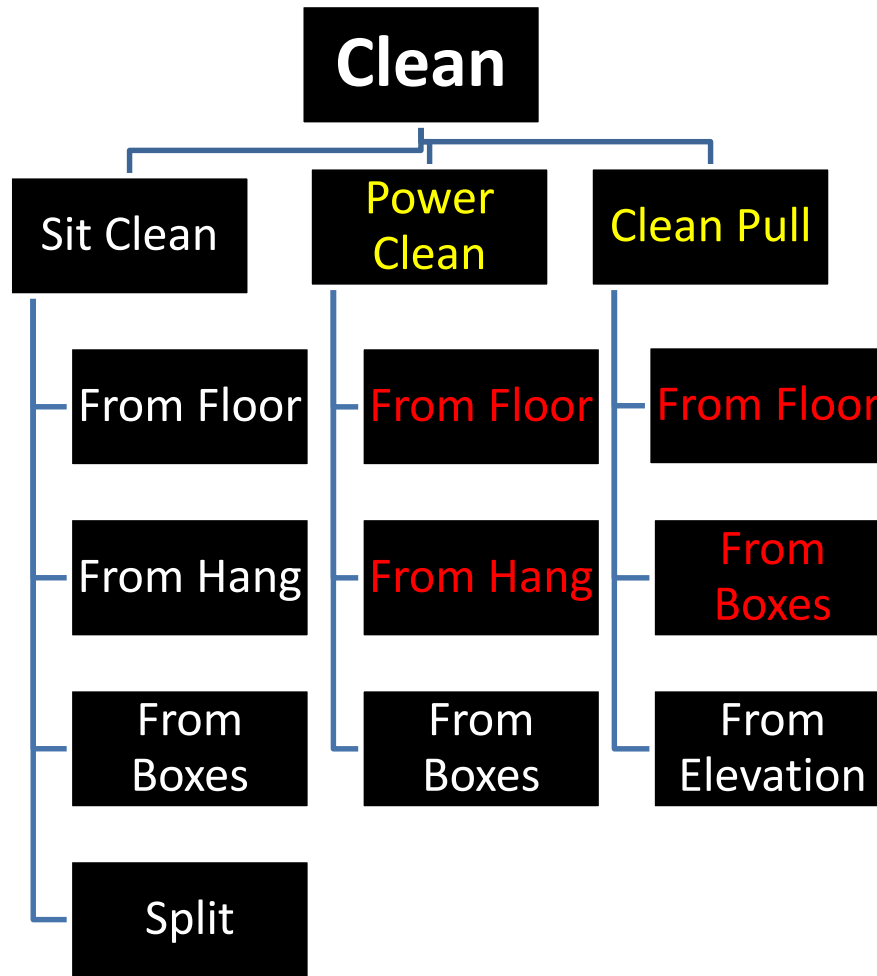 Clean
Sit Clean
Power
Clean
Clean Pull
From Floor
From Hang
From
Boxes
Split
From Floor
From Hang
From
Boxes
From Floor
From
Boxes
From
Elevation